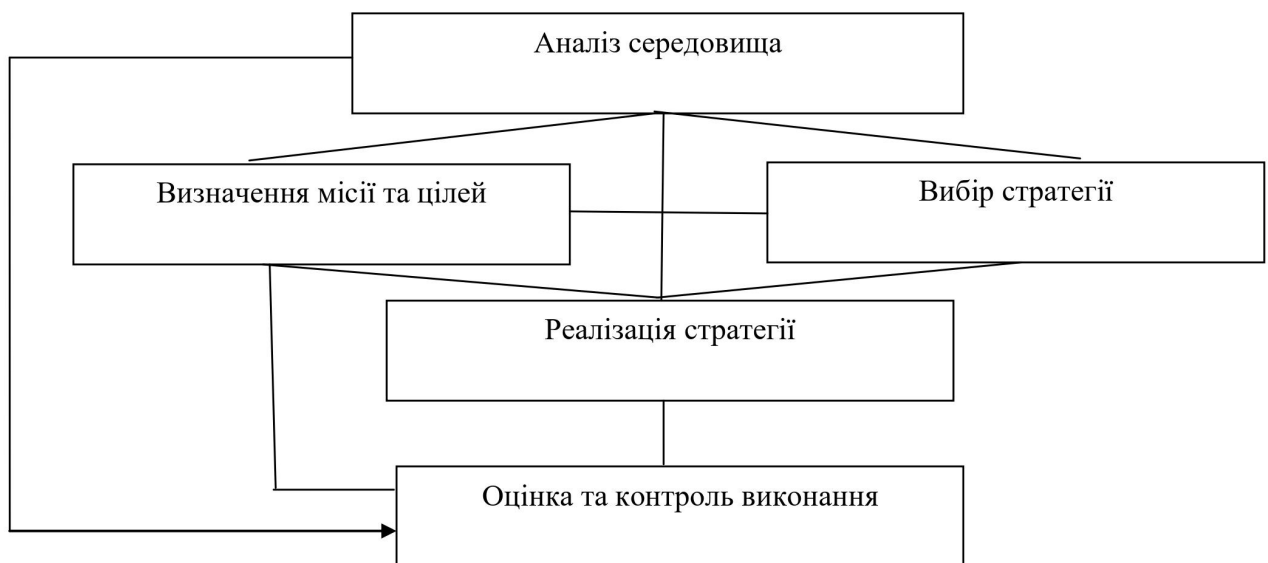 Аналіз середовища
Визначення місії та цілей
Вибір стратегії
Реалізація стратегії
Оцінка та контроль виконання